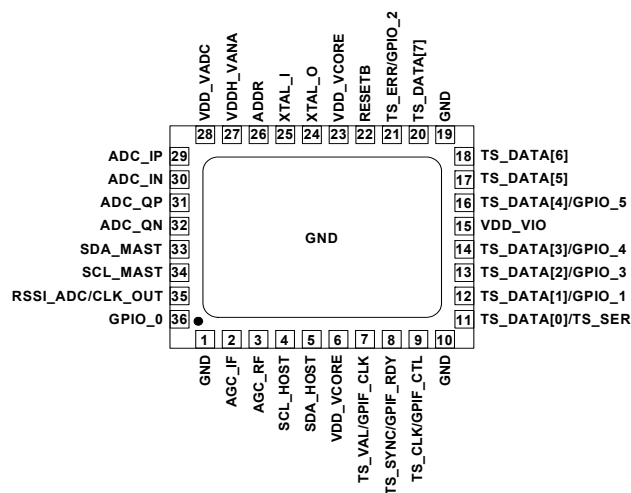 VDD_VADC
VDDH_VANA
ADDR
XTAL_I
XTAL_O
VDD_VCORE
RESETB
TS_ERR/GPIO_2
TS_DATA[7]
GND
28 27 26 25 24 23 22 21 20 19
ADC_IP 29
ADC_IN 30
ADC_QP 31
ADC_QN 32
SDA_MAST 33
SCL_MAST 34
RSSI_ADC/CLK_OUT 35
GPIO_0 36
GND
18 TS_DATA[6]
17 TS_DATA[5]
16 TS_DATA[4]/GPIO_5
15 VDD_VIO
14 TS_DATA[3]/GPIO_4
13 TS_DATA[2]/GPIO_3
12 TS_DATA[1]/GPIO_1
11 TS_DATA[0]/TS_SER
1 2 3 4 5 6 7 8 9 10
GND
AGC_IF
AGC_RF
SCL_HOST
SDA_HOST
VDD_VCORE
TS_VAL/GPIF_CLK
TS_SYNC/GPIF_RDY
TS_CLK/GPIF_CTL
GND